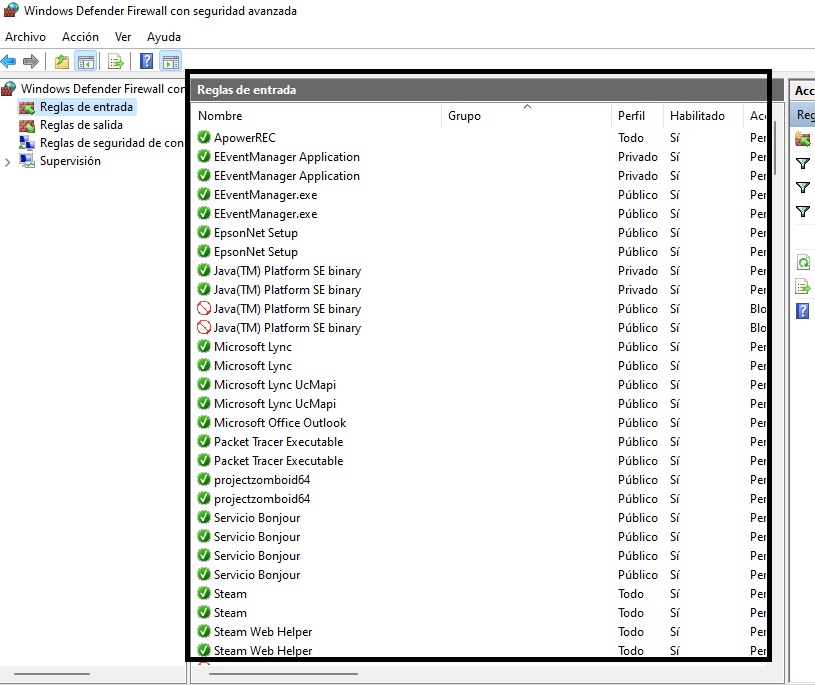 Windows Defender Firewall con seguridad avanzada
Archivo Acción Ver Ayuda
Windows Defender Firewall cor
Reglas de entrada
Reglas de salida
Reglas de seguridad de con
Supervisión
Reglas de entrada
Nombre Grupo Perfil Habilitado Acc
ApowerREC Todo Sí Per
EEventManager Application Privado Sí Per
EEventManager Application Privado Sí Per
EEventManager.exe Público Sí Per
EEventManager.exe Público Sí Per
EpsonNet Setup Público Sí Per
EpsonNet Setup Público Sí Per
Java(TM) Platform SE binary Privado Sí Per
Java(TM) Platform SE binary Privado Sí Per
Java(TM) Platform SE binary Público Sí Blo
Java(TM) Platform SE binary Público Sí Blo
Microsoft Lync Público Sí Per
Microsoft Lync Público Sí Per
Microsoft Lync UcMapi Público Sí Per
Microsoft Lync UcMapi Público Sí Per
Microsoft Office Outlook Público Sí Per
Packet Tracer Executable Público Sí Per
Packet Tracer Executable Público Sí Per
projectzomboid64 Público Sí Per
projectzomboid64 Público Sí Per
Servicio Bonjour Público Sí Per
Servicio Bonjour Público Sí Per
Servicio Bonjour Público Sí Per
Servicio Bonjour Público Sí Per
Steam Todo Sí Per
Steam Todo Sí Per
Steam Web Helper Todo Sí Per
Steam Web Helper Todo Sí Per
Acc
Reg